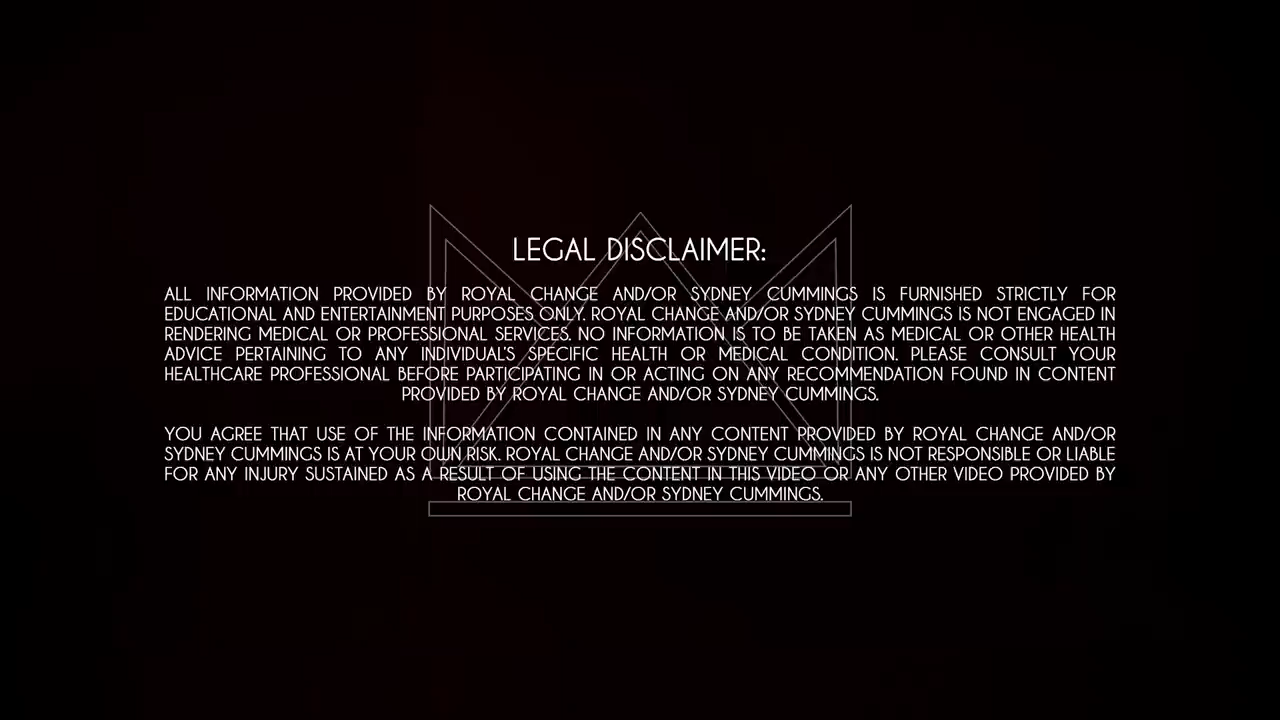 LEGAL DISCLAIMER:
ALL INFORMATION PROVIDED BY ROYAL CHANGE AND/OR SYDNEY CUMMINGS IS FURNISHED STRICTLY FOR
EDUCATIONAL AND ENTERTAINMENT PURPOSES ONLY. ROYAL CHANGE AND/OR SYDNEY CUMMINGS IS NOT ENGAGED IN
RENDERING MEDICAL OR PROFESSIONAL SERVICES. NO INFORMATION IS TO BE TAKEN AS MEDICAL OR OTHER HEALTH
ADVICE PERTAINING TO ANY INDIVIDUAL'S SPECIFIC HEALTH OR MEDICAL CONDITION. PLEASE CONSULT YOUR
HEALTHCARE PROFESSIONAL BEFORE PARTICIPATING IN OR ACTING ON ANY RECOMMENDATION FOUND IN CONTENT
PROVIDED BY ROYAL CHANGE AND/OR SYDNEY CUMMINGS.
YOU AGREE THAT USE OF THE INFORMATION CONTAINED IN ANY CONTENT PROVIDED BY ROYAL CHANGE AND/OR
SYDNEY CUMMINGS IS AT YOUR OWN RISK. ROYAL CHANGE AND/OR SYDNEY CUMMINGS IS NOT RESPONSIBLE OR LIABLE
FOR ANY INJURY SUSTAINED AS A RESULT OF USING THE CONTENT IN THIS VIDEO OR ANY OTHER VIDEO PROVIDED BY
ROYAL CHANGE AND/OR SYDNEY CUMMINGS.